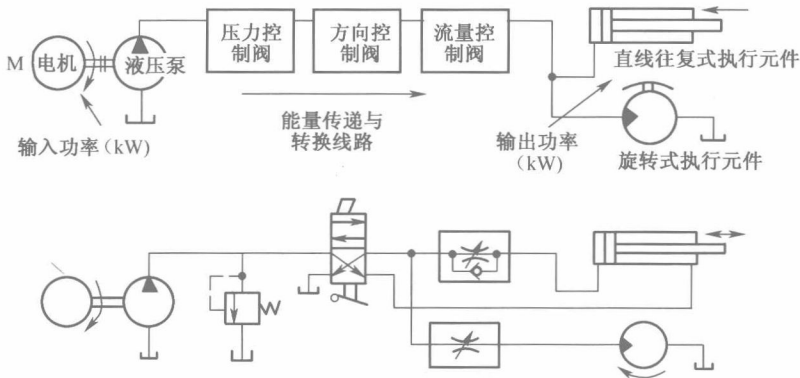 M
电机
液压泵
压力控
制阀
方向控
制阀
流量控
制阀
直线往复式执行元件
输入功率(kW)
能量传递与
转换线路
输出功率
(kW)
旋转式执行元件